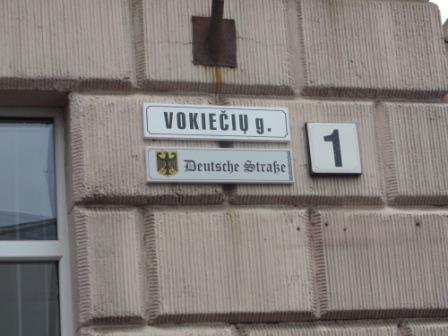 VOKIEČIŲ g.
Deutsche Straße
1